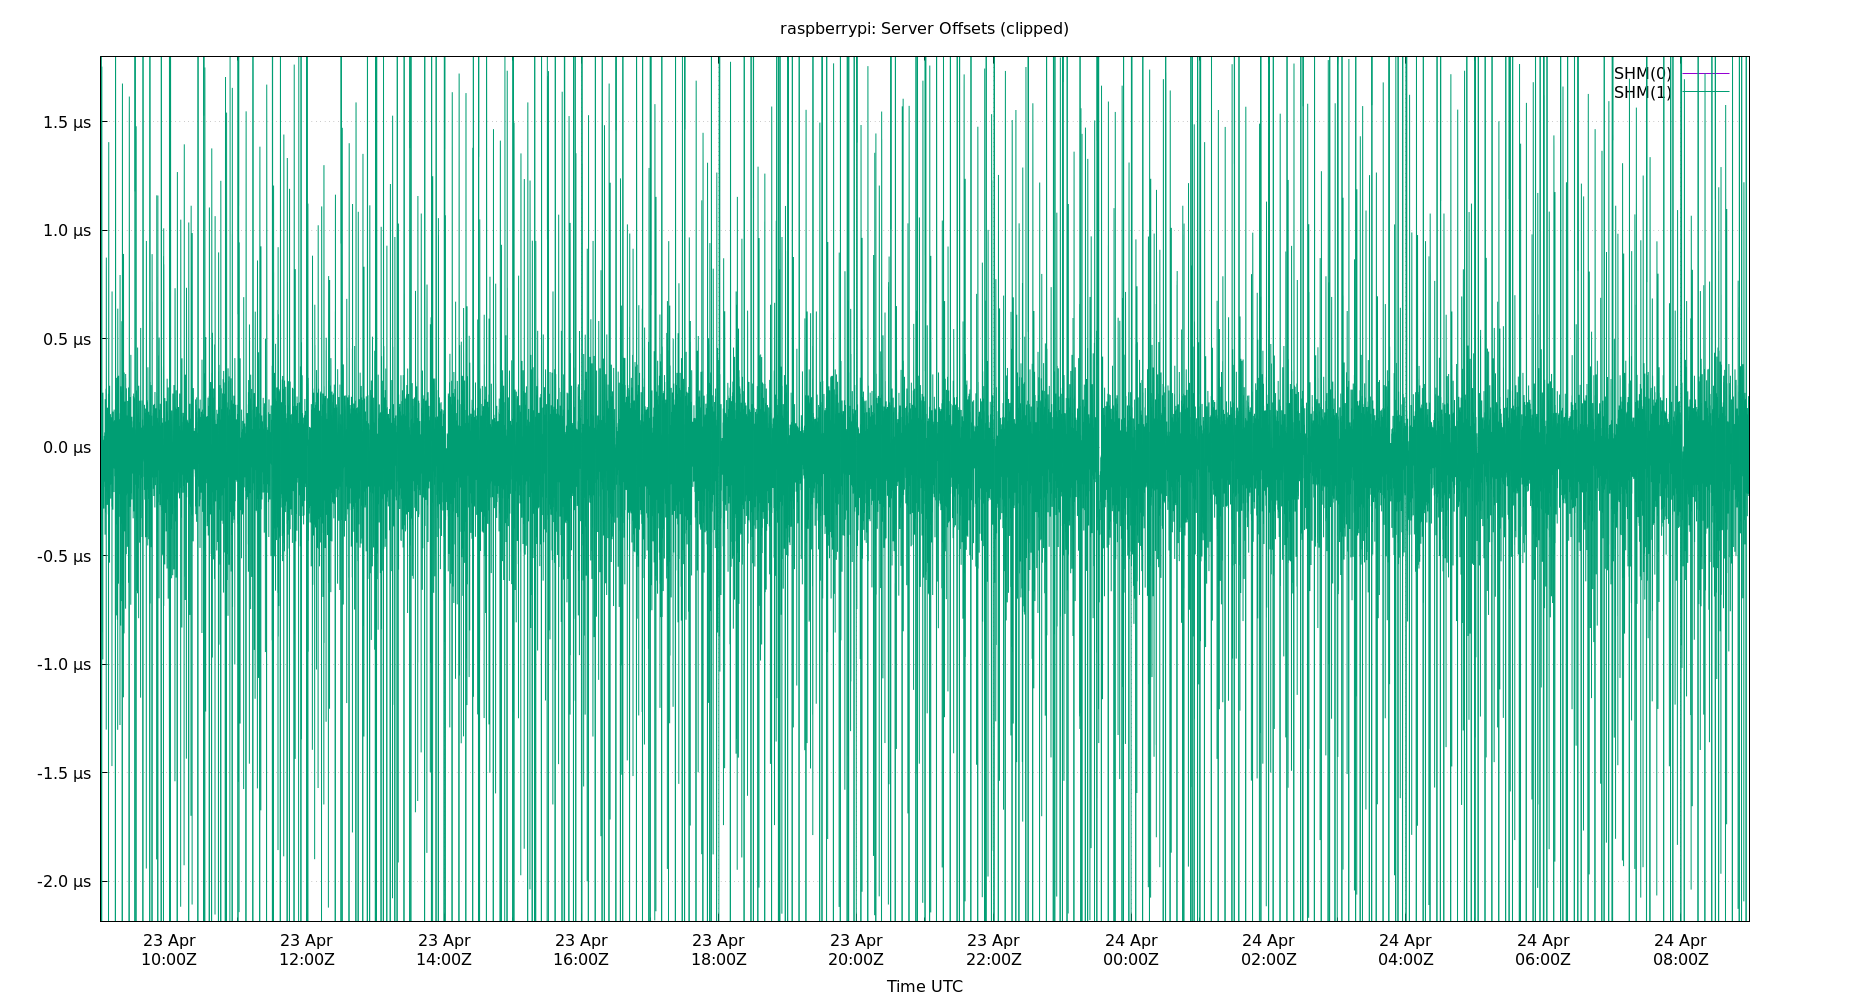 raspberrypi: Server Offsets (clipped)
SHM(0)
SHM(1)
1.5 µs
1.0 µs
0.5 µs
0.0 µs
-0.5 µs
-1.0 µs
-1.5 µs
-2.0 µs
23 Apr 23 Apr 23 Apr 23 Apr 23 Apr 23 Apr 23 Apr 24 Apr 24 Apr 24 Apr 24 Apr 24 Apr
10:00Z 12:00Z 14:00Z 16:00Z 18:00Z 20:00Z 22:00Z 00:00Z 02:00Z 04:00Z 06:00Z 08:00Z
Time UTC